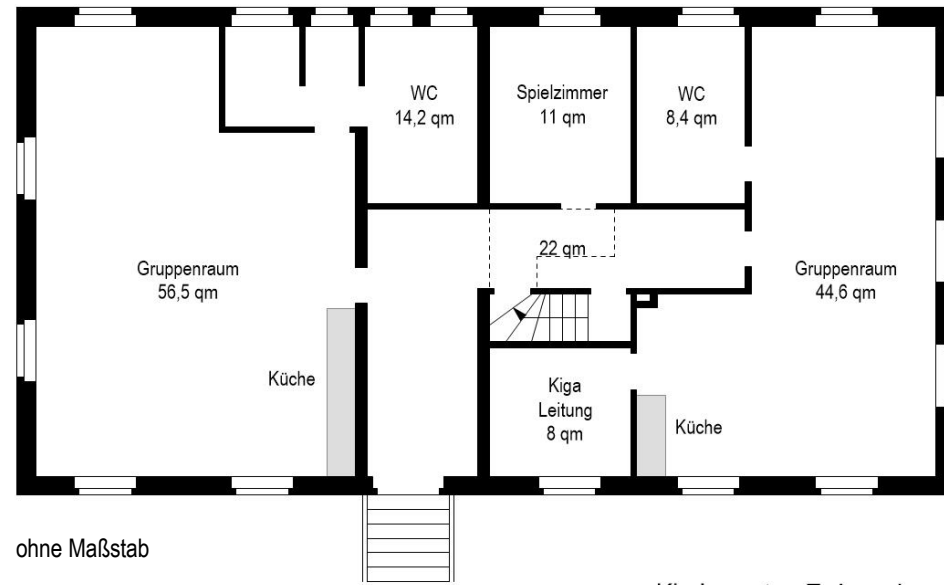 WC
14,2 qm
Spielzimmer
11 qm
WC
8,4 qm
22 qm
Gruppenraum
56,5 qm
Gruppenraum
44,6 qm
Küche
Kiga
Leitung
8 qm
Küche
ohne Maßstab